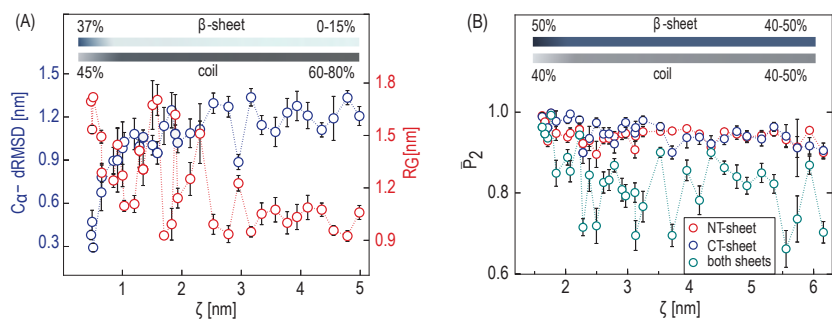 (A)
37% β-sheet 0-15%
45% coil 60-80%
1.5
1.2
0.9
0.6
0.3
Cα- dRMSD [nm]
1.8
1.5
1.2
0.9
RG[nm]
1 2 3 4 5
ζ [nm]
(B)
50% β-sheet 40-50%
40% coil 40-50%
1.0
0.8
0.6
P̄2
NT-sheet
CT-sheet
both sheets
2 3 4 5 6
ζ [nm]